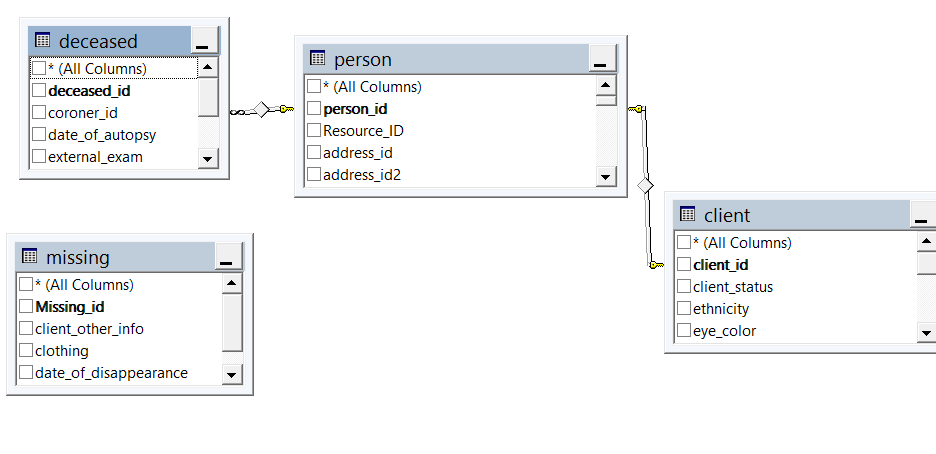 deceased
* (All Columns)
deceased_id
coroner_id
date_of_autopsy
external_exam
person
* (All Columns)
person_id
Resource_ID
address_id
address_id2
client
* (All Columns)
client_id
client_status
ethnicity
eye_color
missing
* (All Columns)
Missing_id
client_other_info
clothing
date_of_disappearance